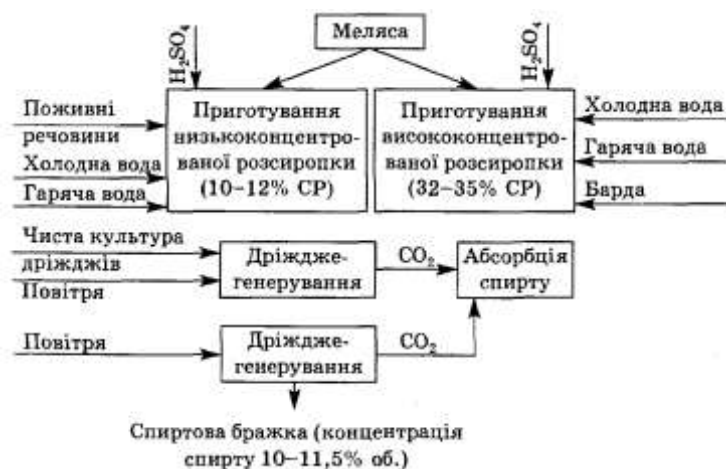 Меляса
H₂SO₄
H₂SO₄
Поживні
речовини
Холодна вода
Гаряча вода
Приготування
низькоконцентро-
ваної розсиропки
(10–12% СР)
Приготування
висококонцентро-
ваної розсиропки
(32–35% СР)
Холодна вода
Гаряча вода
Барда
Чиста культура
дріжджів
Повітря
Дріждже-
генерування
CO₂
Абсорбція
спирту
Повітря
Дріждже-
генерування
CO₂
Спиртова бражка (концентрація
спирту 10–11,5% об.)